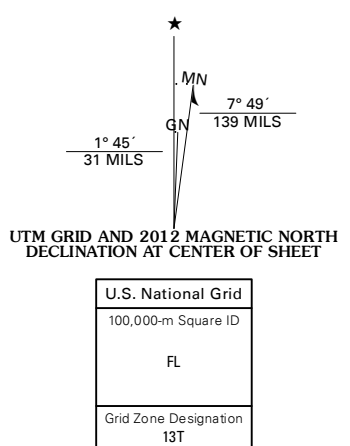 ★
MN
GN
7° 49´
139 MILS
1° 45´
31 MILS
UTM GRID AND 2012 MAGNETIC NORTH
DECLINATION AT CENTER OF SHEET
U.S. National Grid
100,000-m Square ID
FL
Grid Zone Designation
13T